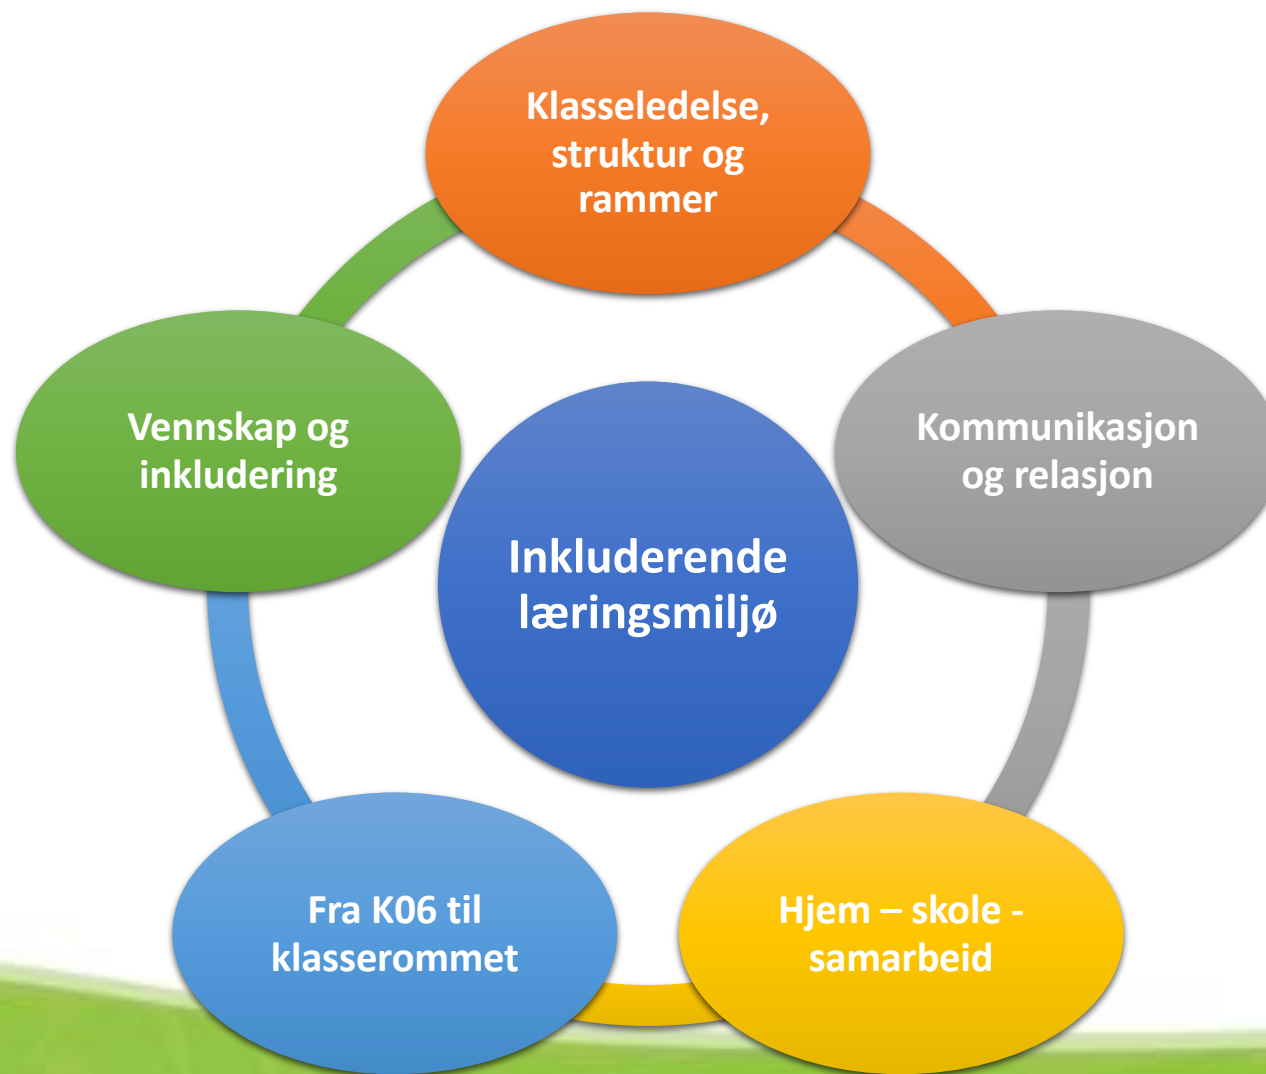 Klasseledelse,
struktur og
rammer
Vennskap og
inkludering
Kommunikasjon
og relasjon
Inkluderende
læringsmiljø
Fra K06 til
klasserommet
Hjem – skole -
samarbeid